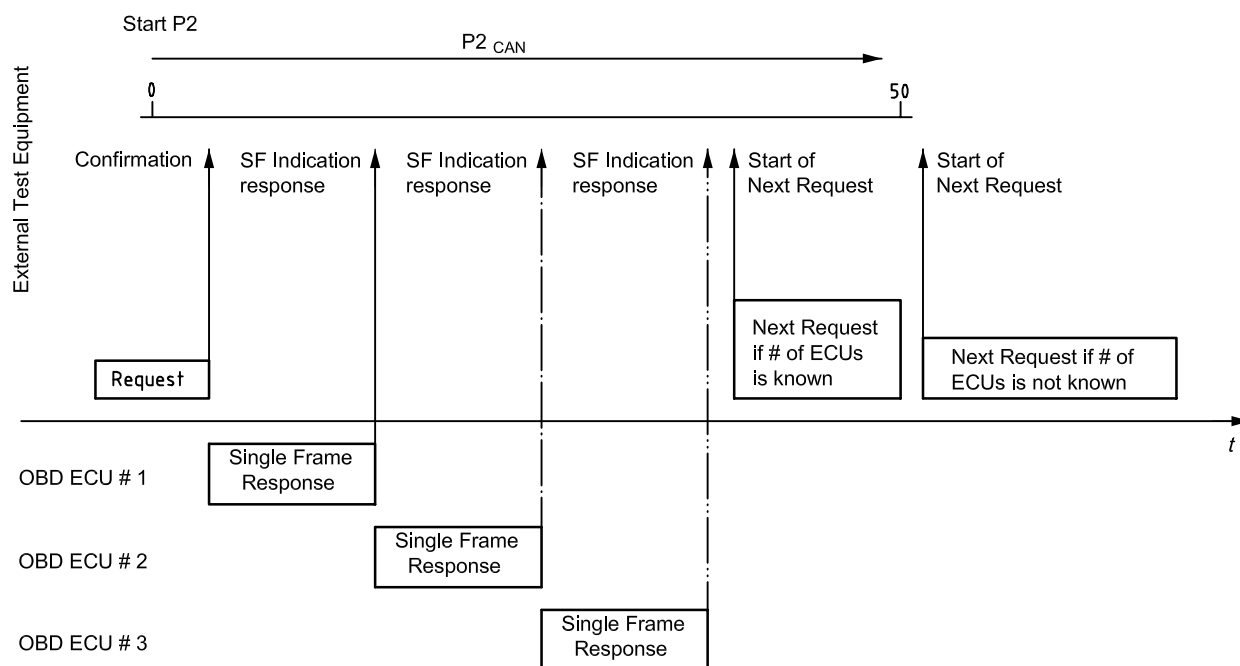 Start P2
P2 CAN
0
50
External Test Equipment
Confirmation
SF Indication
response
SF Indication
response
SF Indication
response
Start of
Next Request
Start of
Next Request
Request
Next Request
if # of ECUs
is known
Next Request if # of
ECUs is not known
t
OBD ECU # 1
Single Frame
Response
OBD ECU # 2
Single Frame
Response
OBD ECU # 3
Single Frame
Response